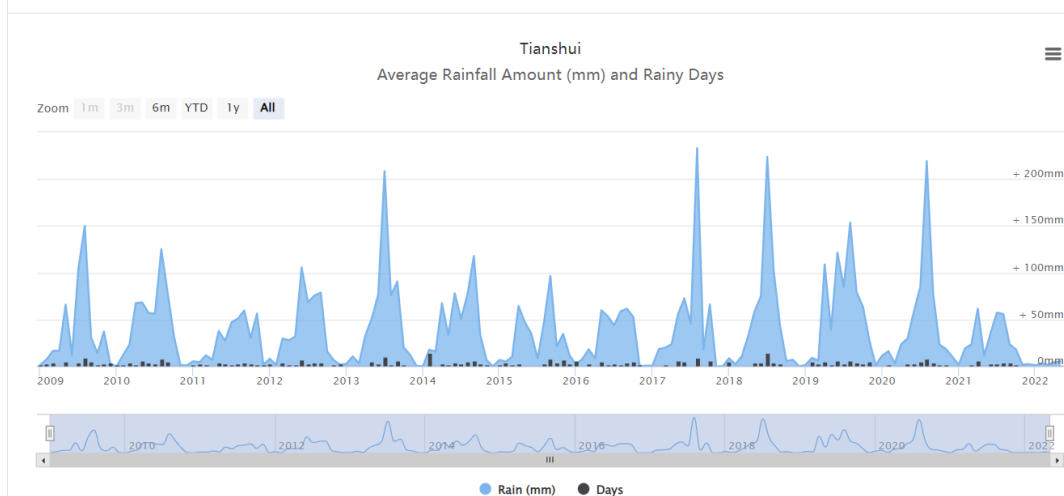 Tianshui
Average Rainfall Amount (mm) and Rainy Days
Zoom 1m 3m 6m YTD 1y All
+ 200mm
+ 150mm
+ 100mm
+ 50mm
0mm
2009 2010 2011 2012 2013 2014 2015 2016 2017 2018 2019 2020 2021 2022
2010 2012 2014 2016 2018 2020 2022
Rain (mm) Days